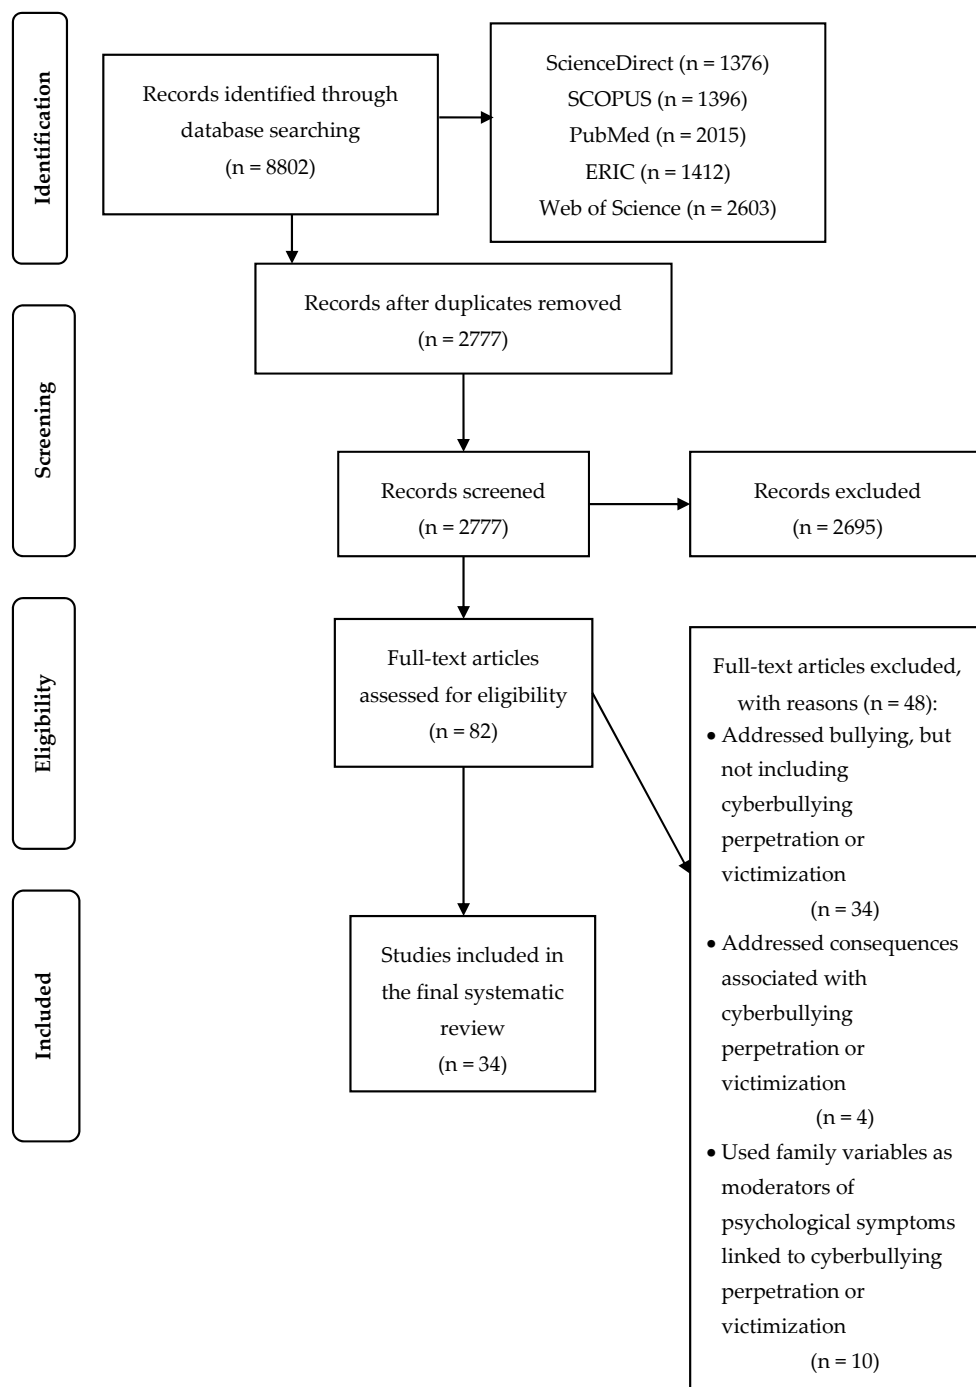 Identification
Records identified through
database searching
(n = 8802)
ScienceDirect (n = 1376)
SCOPUS (n = 1396)
PubMed (n = 2015)
ERIC (n = 1412)
Web of Science (n = 2603)
Records after duplicates removed
(n = 2777)
Screening
Records screened
(n = 2777)
Records excluded
(n = 2695)
Eligibility
Full-text articles
assessed for eligibility
(n = 82)
Full-text articles excluded,
with reasons (n = 48):
• Addressed bullying, but
not including
cyberbullying
perpetration or
victimization
(n = 34)
• Addressed consequences
associated with
cyberbullying
perpetration or
victimization
(n = 4)
• Used family variables as
moderators of
psychological symptoms
linked to cyberbullying
perpetration or
victimization
(n = 10)
Included
Studies included in
the final systematic
review
(n = 34)